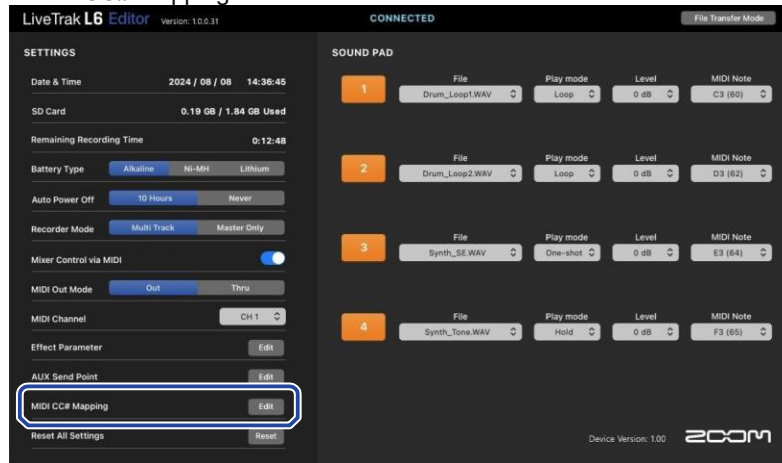 LiveTrak L6 Editor Version: 1.0.0.31 CONNECTED File Transfer Mode
SETTINGS
Date & Time 2024 / 08 / 08 14:36:45
SD Card 0.19 GB / 1.84 GB Used
Remaining Recording Time 0:12:48
Battery Type Alkaline Ni-MH Lithium
Auto Power Off 10 Hours Never
Recorder Mode Multi Track Master Only
Mixer Control via MIDI
MIDI Out Mode Out Thru
MIDI Channel CH 1
Effect Parameter Edit
AUX Send Point Edit
MIDI CC# Mapping Edit
Reset All Settings Reset
SOUND PAD
File Play mode Level MIDI Note
1 Drum_Loop1.WAV Loop 0 dB C3 (60)
File Play mode Level MIDI Note
2 Drum_Loop2.WAV Loop 0 dB D3 (62)
File Play mode Level MIDI Note
3 Synth_SE.WAV One-shot 0 dB E3 (64)
File Play mode Level MIDI Note
4 Synth_Tone.WAV Hold 0 dB F3 (65)
Device Version: 1.00 ZOOM